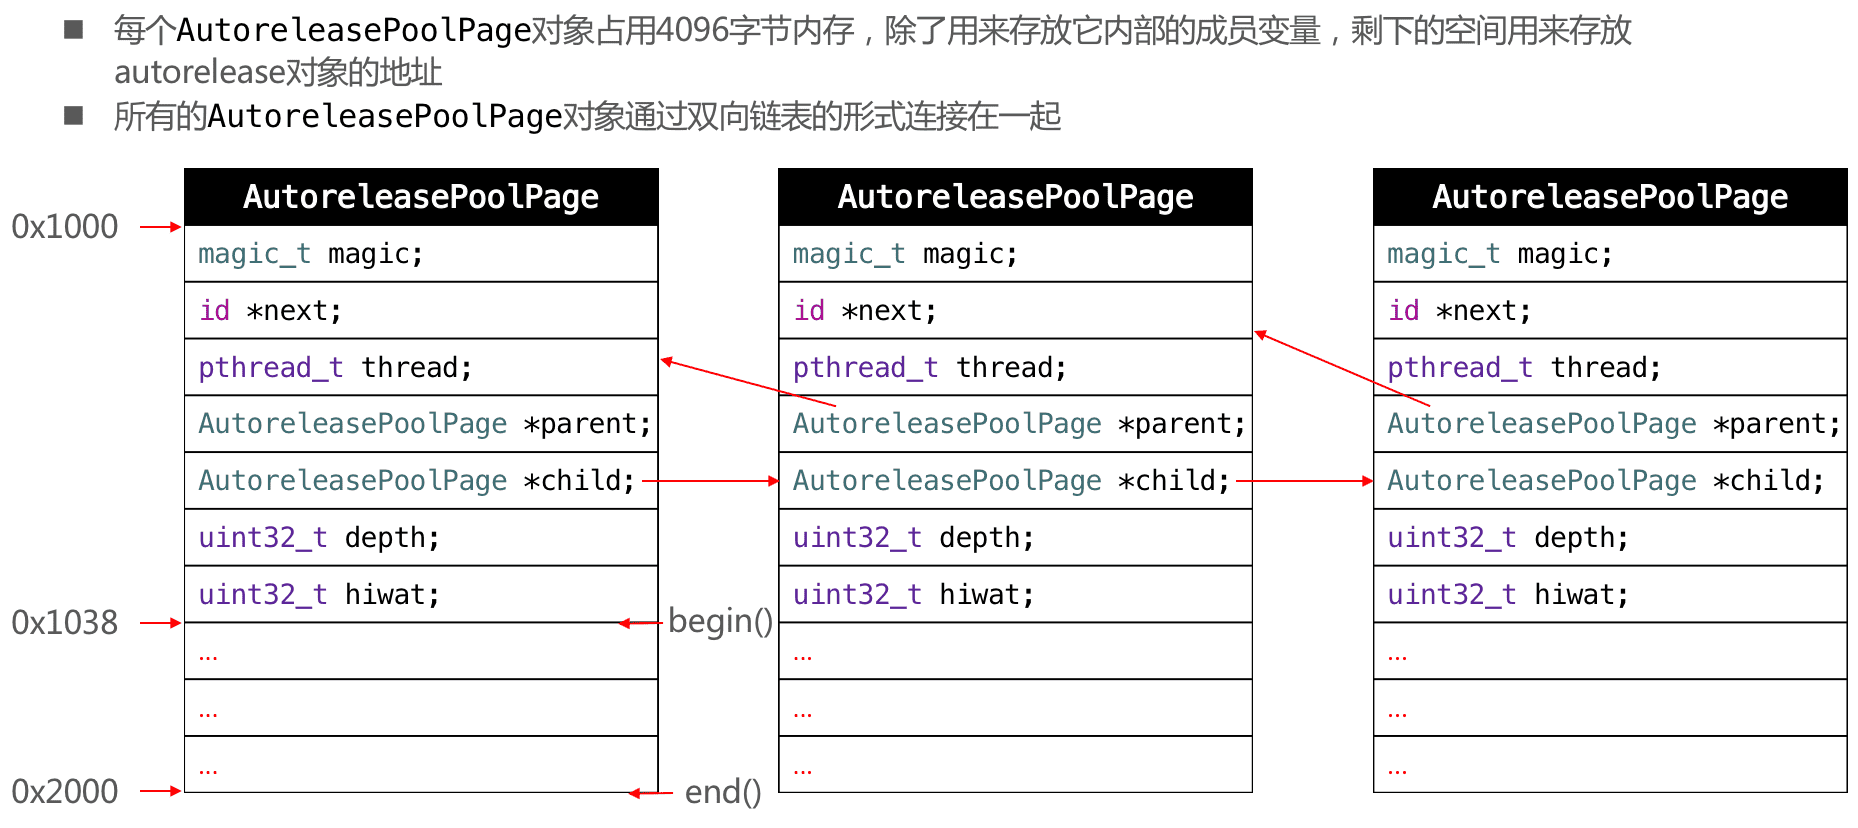 ■ 每个AutoreleasePoolPage对象占用4096字节内存，除了用来存放它内部的成员变量，剩下的空间用来存放
autorelease对象的地址
■ 所有的AutoreleasePoolPage对象通过双向链表的形式连接在一起
AutoreleasePoolPage
0x1000
magic_t magic;
id *next;
pthread_t thread;
AutoreleasePoolPage *parent;
AutoreleasePoolPage *child;
uint32_t depth;
uint32_t hiwat;
0x1038
begin()
...
...
...
0x2000
end()
AutoreleasePoolPage
magic_t magic;
id *next;
pthread_t thread;
AutoreleasePoolPage *parent;
AutoreleasePoolPage *child;
uint32_t depth;
uint32_t hiwat;
...
...
...
AutoreleasePoolPage
magic_t magic;
id *next;
pthread_t thread;
AutoreleasePoolPage *parent;
AutoreleasePoolPage *child;
uint32_t depth;
uint32_t hiwat;
...
...
...